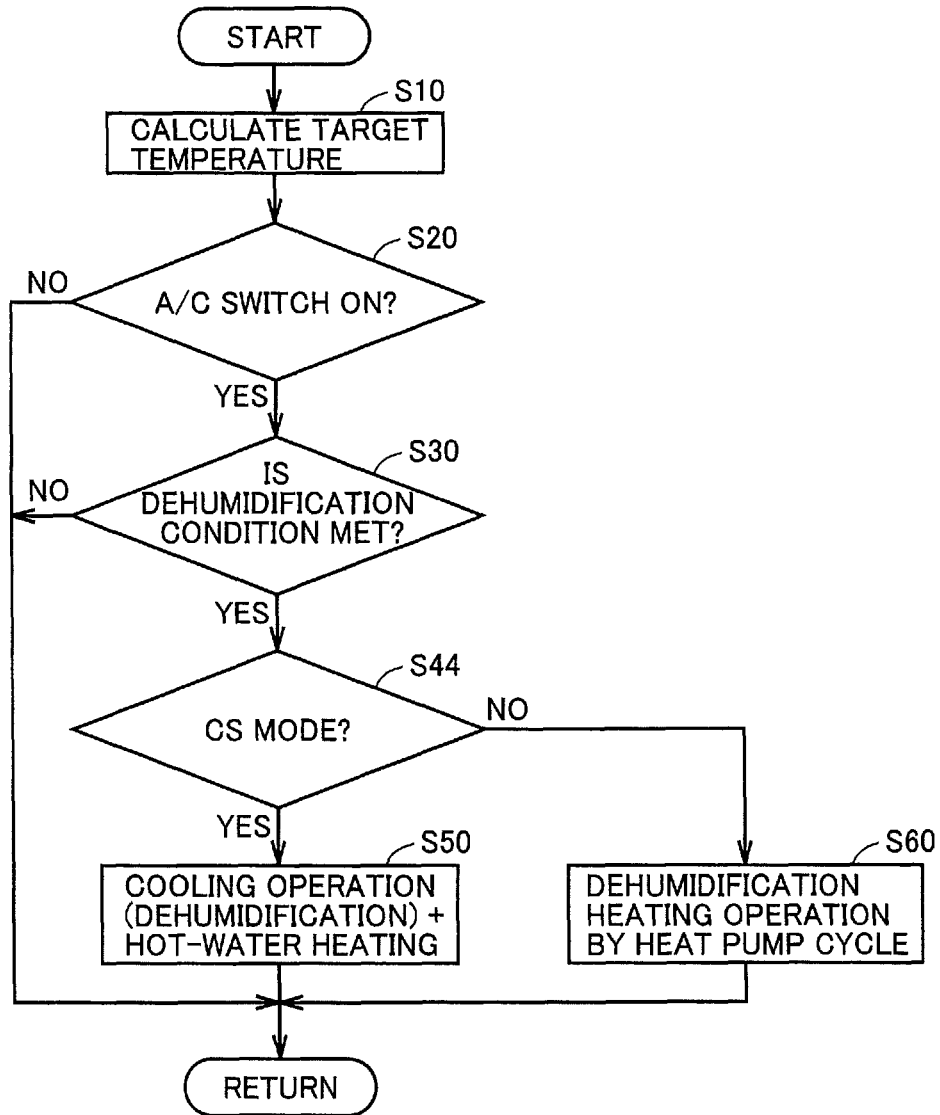 START
S10
CALCULATE TARGET
TEMPERATURE
S20
NO
A/C SWITCH ON?
YES
S30
NO
IS
DEHUMIDIFICATION
CONDITION MET?
YES
S44
NO
CS MODE?
YES
S50
S60
COOLING OPERATION
(DEHUMIDIFICATION) +
HOT-WATER HEATING
DEHUMIDIFICATION
HEATING OPERATION
BY HEAT PUMP CYCLE
RETURN